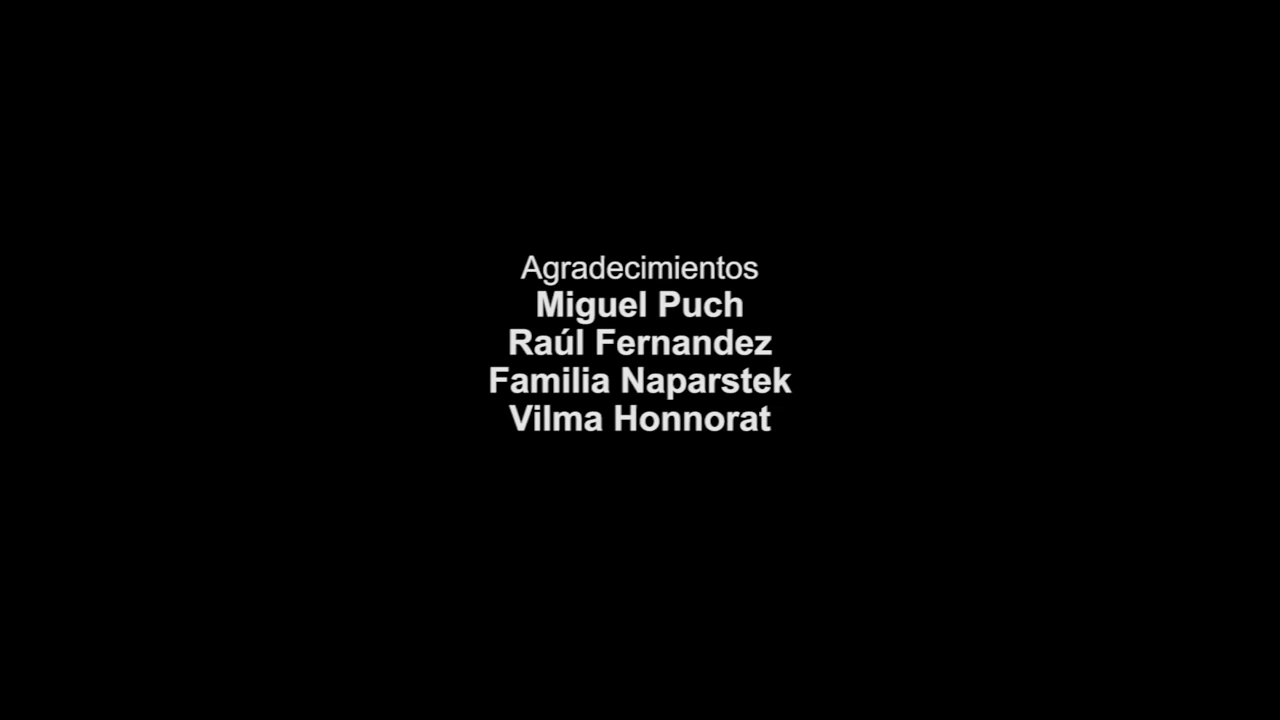 Agradecimientos
Miguel Puch
Raúl Fernandez
Familia Naparstek
Vilma Honnorat